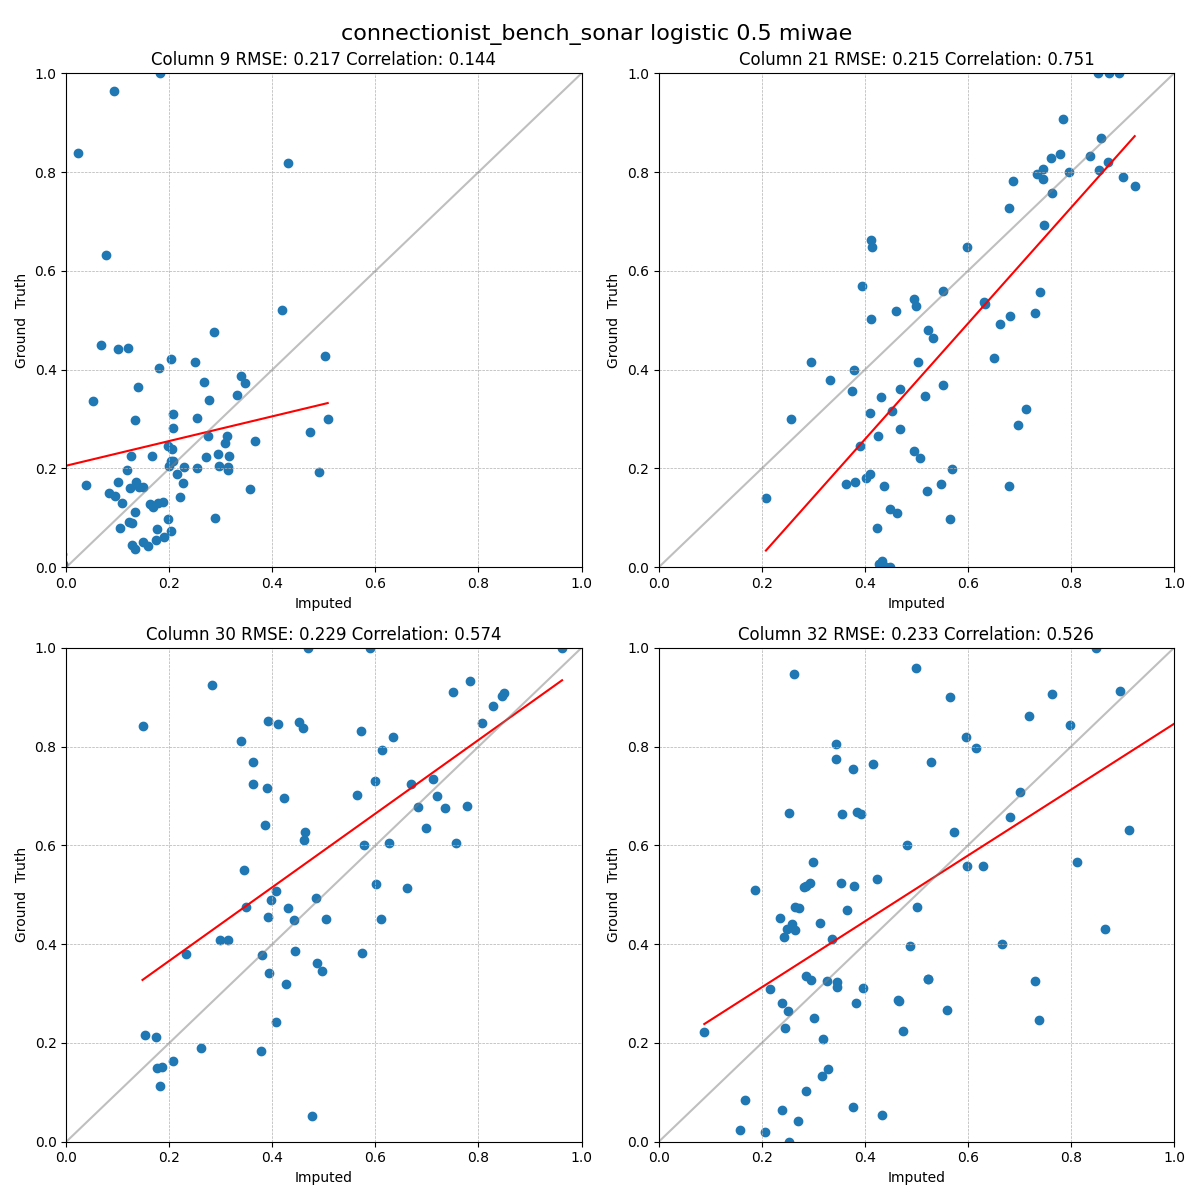 connectionist_bench_sonar logistic 0.5 miwae
Column 9 RMSE: 0.217 Correlation: 0.144
1.0
0.8
0.6
0.4
0.2
0.0
Ground Truth
0.0 0.2 0.4 0.6 0.8 1.0
Imputed
Column 21 RMSE: 0.215 Correlation: 0.751
1.0
0.8
0.6
0.4
0.2
0.0
Ground Truth
0.0 0.2 0.4 0.6 0.8 1.0
Imputed
Column 30 RMSE: 0.229 Correlation: 0.574
1.0
0.8
0.6
0.4
0.2
0.0
Ground Truth
0.0 0.2 0.4 0.6 0.8 1.0
Imputed
Column 32 RMSE: 0.233 Correlation: 0.526
1.0
0.8
0.6
0.4
0.2
0.0
Ground Truth
0.0 0.2 0.4 0.6 0.8 1.0
Imputed